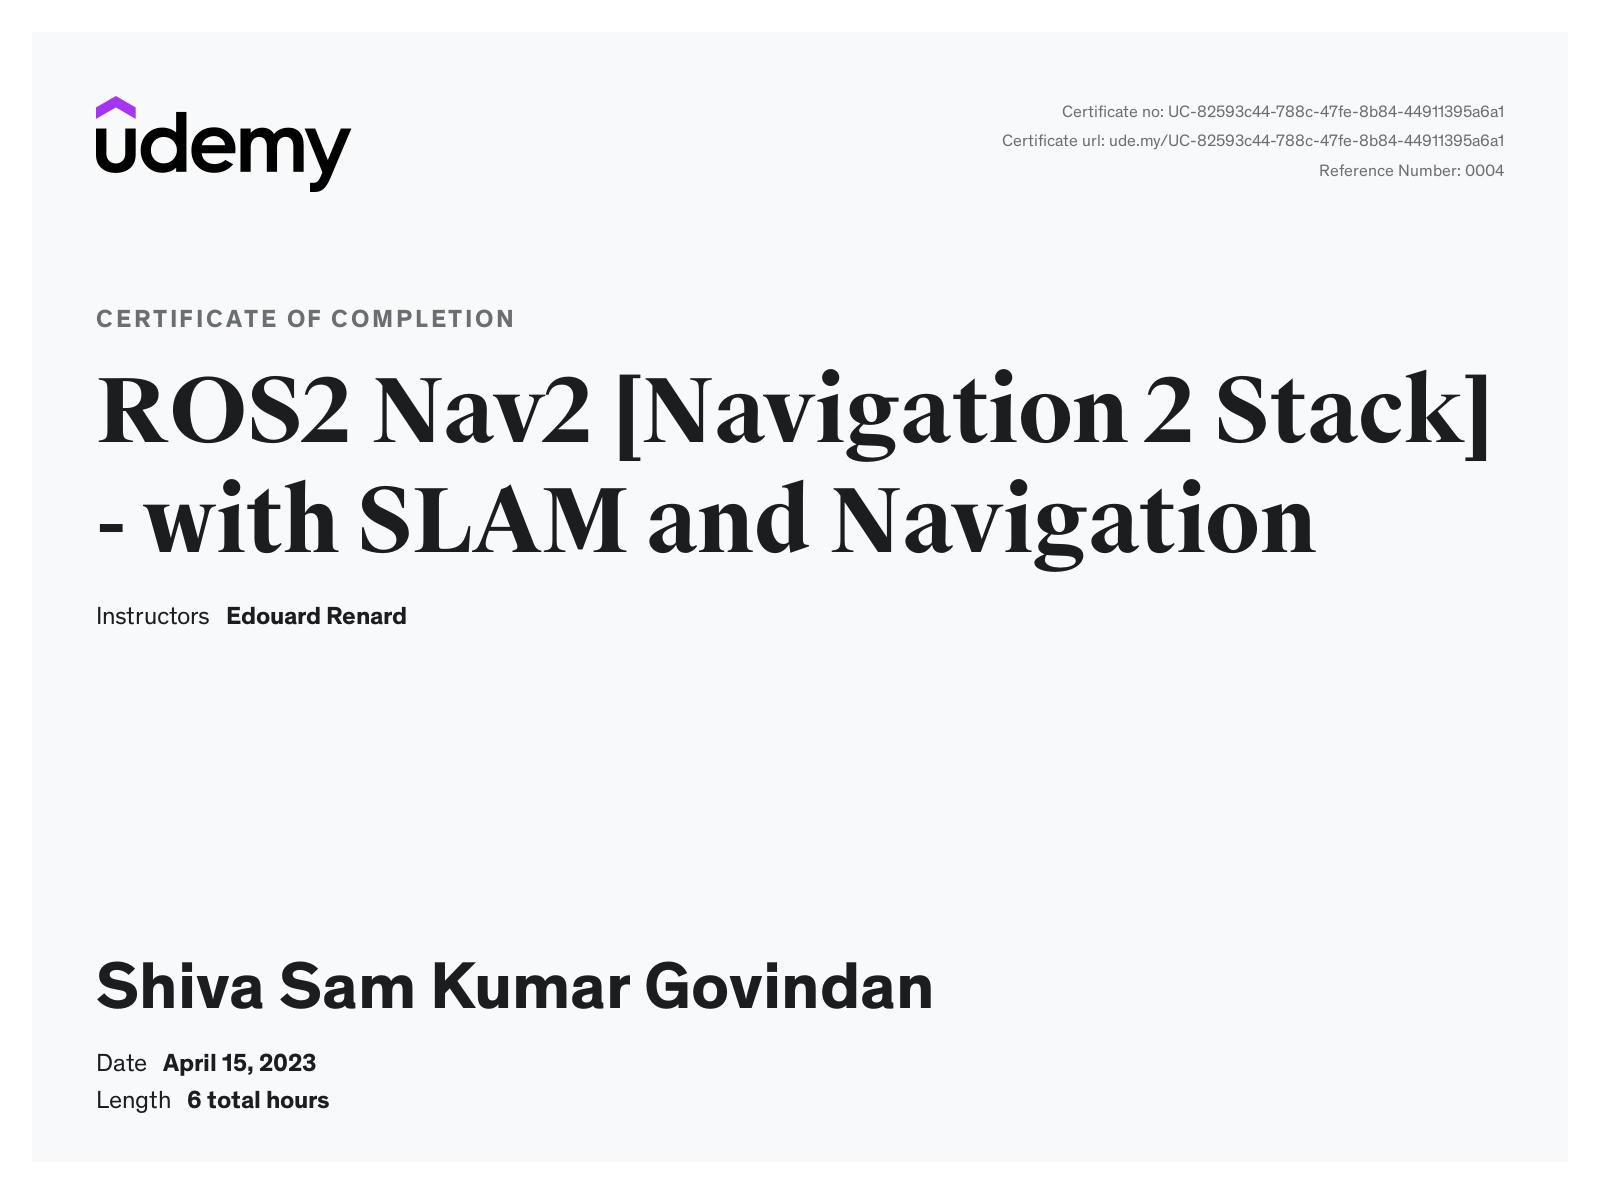 udemy
Certificate no: UC-82593c44-788c-47fe-8b84-44911395a6a1
Certificate url: ude.my/UC-82593c44-788c-47fe-8b84-44911395a6a1
Reference Number: 0004
CERTIFICATE OF COMPLETION
ROS2 Nav2 [Navigation 2 Stack]
- with SLAM and Navigation
Instructors Edouard Renard
Shiva Sam Kumar Govindan
Date April 15, 2023
Length 6 total hours